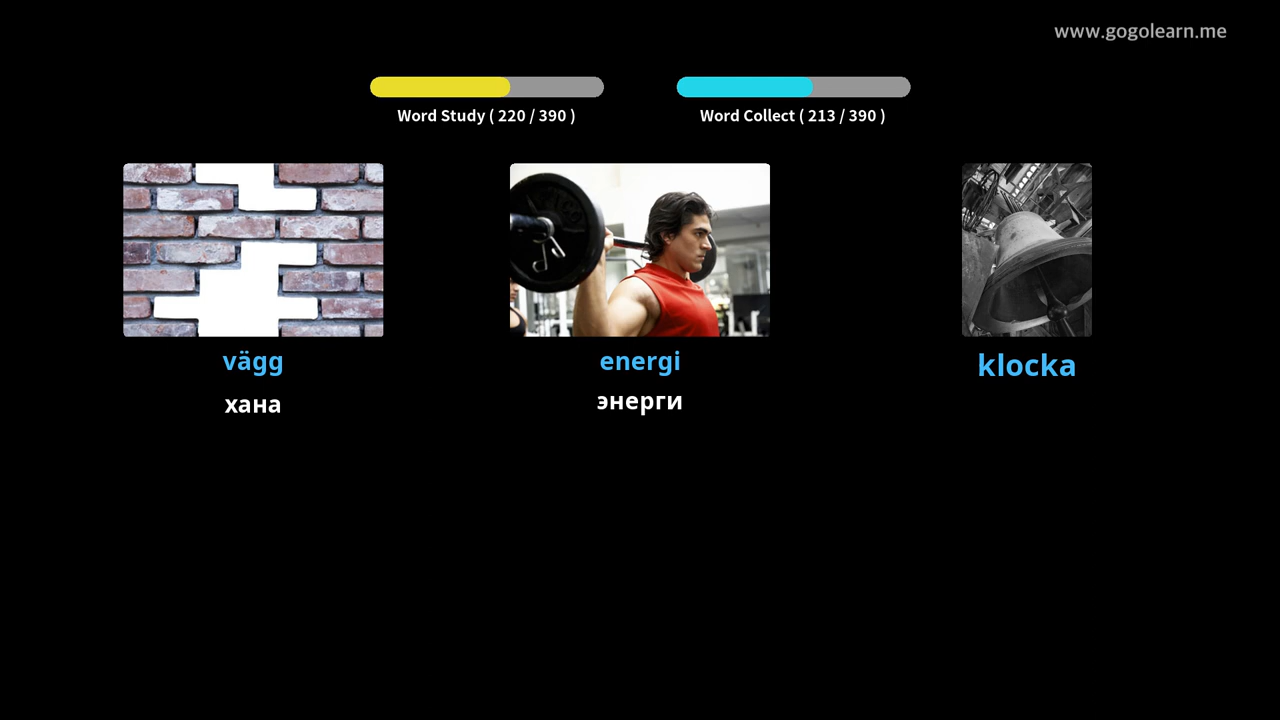 www.gogolearn.me
Word Study ( 220 / 390 )
Word Collect ( 213 / 390 )
vägg
хана
energi
энерги
klocka